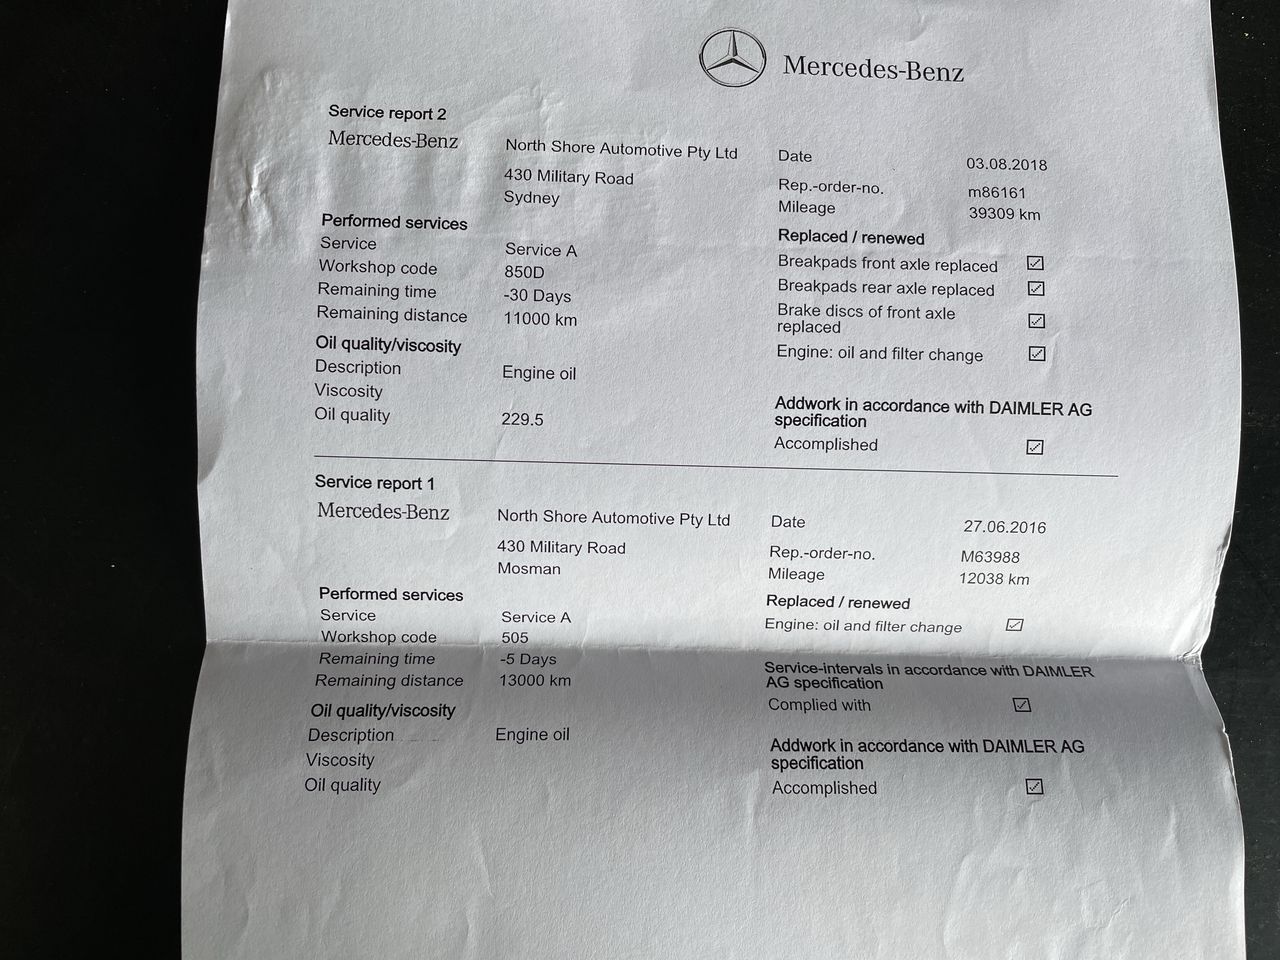 Mercedes-Benz
Service report 2
Mercedes-Benz
North Shore Automotive Pty Ltd
430 Military Road
Sydney
Date 03.08.2018
Rep.-order-no. m86161
Mileage 39309 km
Performed services
Service Service A
Workshop code 850D
Remaining time -30 Days
Remaining distance 11000 km
Oil quality/viscosity
Description Engine oil
Viscosity
Oil quality 229.5
Replaced / renewed
Breakpads front axle replaced ☑
Breakpads rear axle replaced ☑
Brake discs of front axle
replaced ☑
Engine: oil and filter change ☑
Addwork in accordance with DAIMLER AG
specification
Accomplished ☑
Service report 1
Mercedes-Benz
North Shore Automotive Pty Ltd
430 Military Road
Mosman
Date 27.06.2016
Rep.-order-no. M63988
Mileage 12038 km
Performed services
Service Service A
Workshop code 505
Remaining time -5 Days
Remaining distance 13000 km
Oil quality/viscosity
Description Engine oil
Viscosity
Oil quality
Replaced / renewed
Engine: oil and filter change ☑
Service-intervals in accordance with DAIMLER
AG specification
Complied with ☑
Addwork in accordance with DAIMLER AG
specification
Accomplished ☑